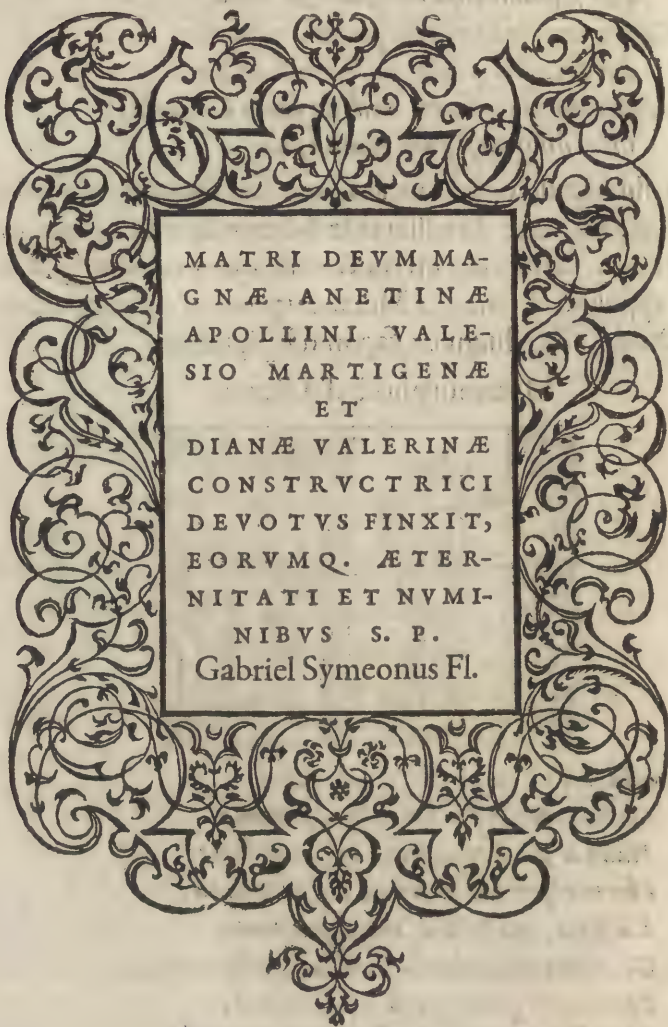 MATRI DEVM MA-
GNÆ ANETINÆ
APOLLINI VALE-
SIO MARTIGENÆ
ET
DIANÆ VALERINÆ
CONSTRVCTRICI
DEVOTVS FINXIT,
EORVMQ. ÆTER-
NITATI ET NVMI-
NIBVS S. P.
Gabriel Symeonus Fl.